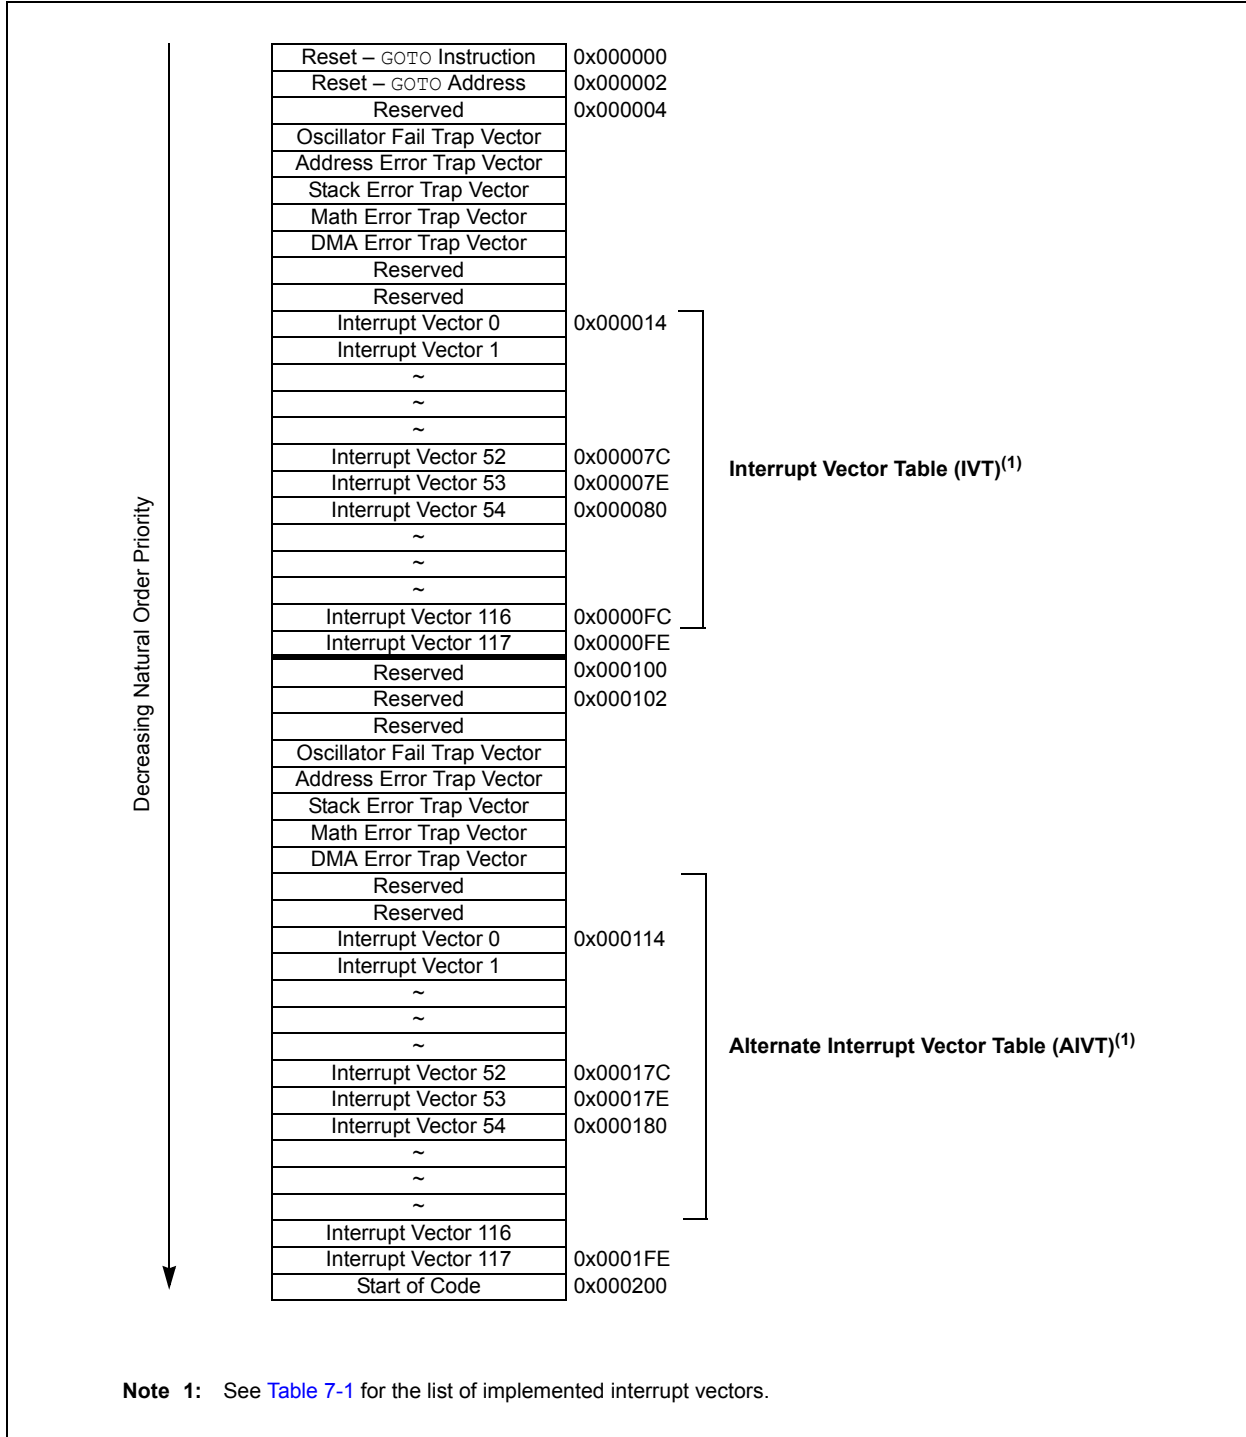 Reset – GOTO Instruction 0x000000
Reset – GOTO Address 0x000002
Reserved 0x000004
Oscillator Fail Trap Vector
Address Error Trap Vector
Stack Error Trap Vector
Math Error Trap Vector
DMA Error Trap Vector
Reserved
Reserved
Interrupt Vector 0 0x000014
Interrupt Vector 1
~
~
~
Interrupt Vector 52 0x00007C
Interrupt Vector Table (IVT)(1)
Interrupt Vector 53 0x00007E
Interrupt Vector 54 0x000080
~
~
~
Interrupt Vector 116 0x0000FC
Interrupt Vector 117 0x0000FE
Decreasing Natural Order Priority
Reserved 0x000100
Reserved 0x000102
Reserved
Oscillator Fail Trap Vector
Address Error Trap Vector
Stack Error Trap Vector
Math Error Trap Vector
DMA Error Trap Vector
Reserved
Reserved
Interrupt Vector 0 0x000114
Interrupt Vector 1
~
~
~
Alternate Interrupt Vector Table (AIVT)(1)
Interrupt Vector 52 0x00017C
Interrupt Vector 53 0x00017E
Interrupt Vector 54 0x000180
~
~
~
Interrupt Vector 116
Interrupt Vector 117 0x0001FE
Start of Code 0x000200
Note 1: See Table 7-1 for the list of implemented interrupt vectors.